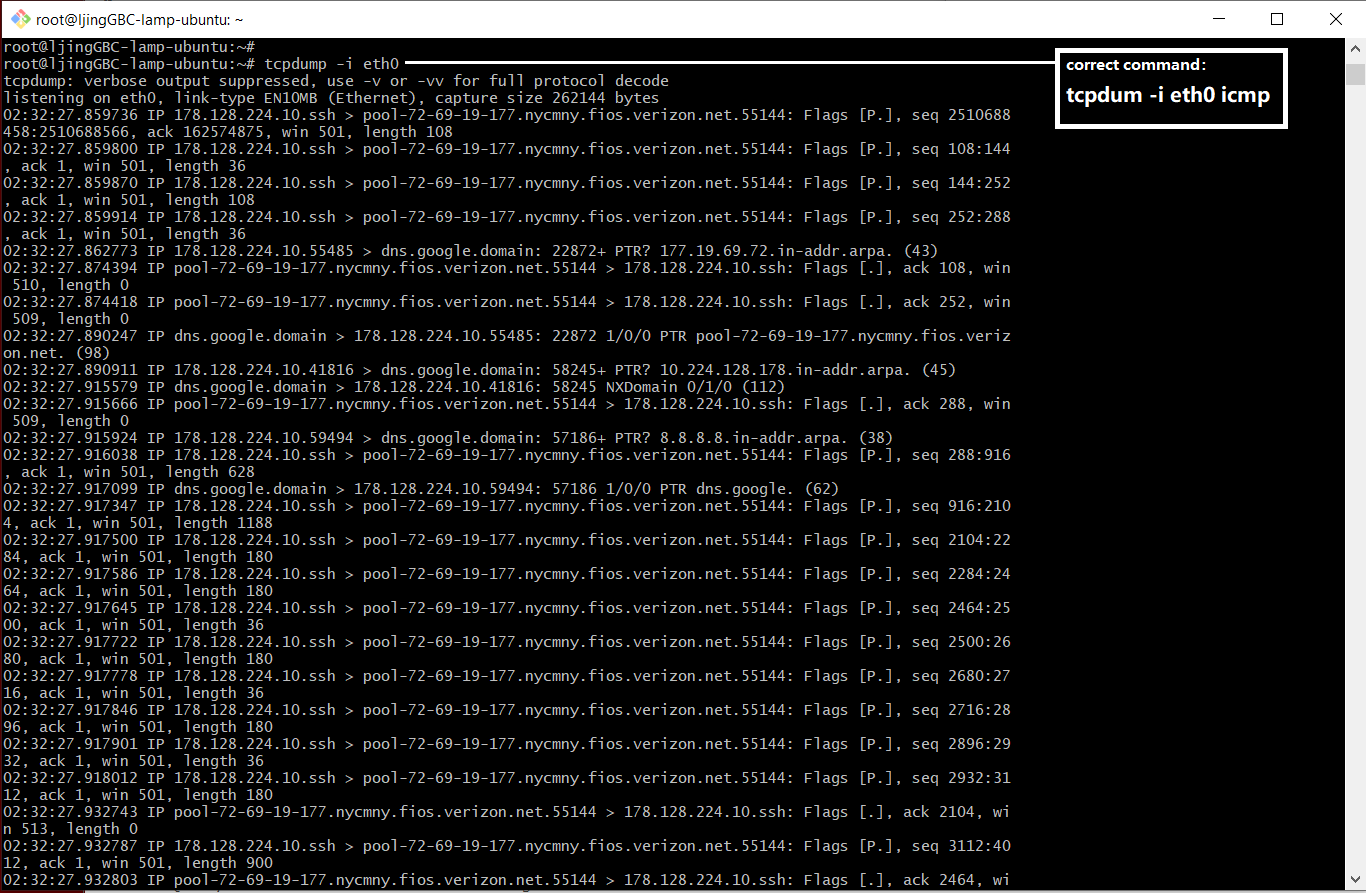 root@ljingGBC-lamp-ubuntu: ~
root@ljingGBC-lamp-ubuntu:~#
root@ljingGBC-lamp-ubuntu:~# tcpdump -i eth0
correct command:
tcpdum -i eth0 icmp
tcpdump: verbose output suppressed, use -v or -vv for full protocol decode
listening on eth0, link-type EN10MB (Ethernet), capture size 262144 bytes
02:32:27.859736 IP 178.128.224.10.ssh > pool-72-69-19-177.nycmny.fios.verizon.net.55144: Flags [P.], seq 2510688
458:2510688566, ack 162574875, win 501, length 108
02:32:27.859800 IP 178.128.224.10.ssh > pool-72-69-19-177.nycmny.fios.verizon.net.55144: Flags [P.], seq 108:144
, ack 1, win 501, length 36
02:32:27.859870 IP 178.128.224.10.ssh > pool-72-69-19-177.nycmny.fios.verizon.net.55144: Flags [P.], seq 144:252
, ack 1, win 501, length 108
02:32:27.859914 IP 178.128.224.10.ssh > pool-72-69-19-177.nycmny.fios.verizon.net.55144: Flags [P.], seq 252:288
, ack 1, win 501, length 36
02:32:27.862773 IP 178.128.224.10.55485 > dns.google.domain: 22872+ PTR? 177.19.69.72.in-addr.arpa. (43)
02:32:27.874394 IP pool-72-69-19-177.nycmny.fios.verizon.net.55144 > 178.128.224.10.ssh: Flags [.], ack 108, win
 510, length 0
02:32:27.874418 IP pool-72-69-19-177.nycmny.fios.verizon.net.55144 > 178.128.224.10.ssh: Flags [.], ack 252, win
 509, length 0
02:32:27.890247 IP dns.google.domain > 178.128.224.10.55485: 22872 1/0/0 PTR pool-72-69-19-177.nycmny.fios.veriz
on.net. (98)
02:32:27.890911 IP 178.128.224.10.41816 > dns.google.domain: 58245+ PTR? 10.224.128.178.in-addr.arpa. (45)
02:32:27.915579 IP dns.google.domain > 178.128.224.10.41816: 58245 NXDomain 0/1/0 (112)
02:32:27.915666 IP pool-72-69-19-177.nycmny.fios.verizon.net.55144 > 178.128.224.10.ssh: Flags [.], ack 288, win
 509, length 0
02:32:27.915924 IP 178.128.224.10.59494 > dns.google.domain: 57186+ PTR? 8.8.8.8.in-addr.arpa. (38)
02:32:27.916038 IP 178.128.224.10.ssh > pool-72-69-19-177.nycmny.fios.verizon.net.55144: Flags [P.], seq 288:916
, ack 1, win 501, length 628
02:32:27.917099 IP dns.google.domain > 178.128.224.10.59494: 57186 1/0/0 PTR dns.google. (62)
02:32:27.917347 IP 178.128.224.10.ssh > pool-72-69-19-177.nycmny.fios.verizon.net.55144: Flags [P.], seq 916:210
4, ack 1, win 501, length 1188
02:32:27.917500 IP 178.128.224.10.ssh > pool-72-69-19-177.nycmny.fios.verizon.net.55144: Flags [P.], seq 2104:22
84, ack 1, win 501, length 180
02:32:27.917586 IP 178.128.224.10.ssh > pool-72-69-19-177.nycmny.fios.verizon.net.55144: Flags [P.], seq 2284:24
64, ack 1, win 501, length 180
02:32:27.917645 IP 178.128.224.10.ssh > pool-72-69-19-177.nycmny.fios.verizon.net.55144: Flags [P.], seq 2464:25
00, ack 1, win 501, length 36
02:32:27.917722 IP 178.128.224.10.ssh > pool-72-69-19-177.nycmny.fios.verizon.net.55144: Flags [P.], seq 2500:26
80, ack 1, win 501, length 180
02:32:27.917778 IP 178.128.224.10.ssh > pool-72-69-19-177.nycmny.fios.verizon.net.55144: Flags [P.], seq 2680:27
16, ack 1, win 501, length 36
02:32:27.917846 IP 178.128.224.10.ssh > pool-72-69-19-177.nycmny.fios.verizon.net.55144: Flags [P.], seq 2716:28
96, ack 1, win 501, length 180
02:32:27.917901 IP 178.128.224.10.ssh > pool-72-69-19-177.nycmny.fios.verizon.net.55144: Flags [P.], seq 2896:29
32, ack 1, win 501, length 36
02:32:27.918012 IP 178.128.224.10.ssh > pool-72-69-19-177.nycmny.fios.verizon.net.55144: Flags [P.], seq 2932:31
12, ack 1, win 501, length 180
02:32:27.932743 IP pool-72-69-19-177.nycmny.fios.verizon.net.55144 > 178.128.224.10.ssh: Flags [.], ack 2104, wi
n 513, length 0
02:32:27.932787 IP 178.128.224.10.ssh > pool-72-69-19-177.nycmny.fios.verizon.net.55144: Flags [P.], seq 3112:40
12, ack 1, win 501, length 900
02:32:27.932803 IP pool-72-69-19-177.nycmny.fios.verizon.net.55144 > 178.128.224.10.ssh: Flags [.], ack 2464, wi